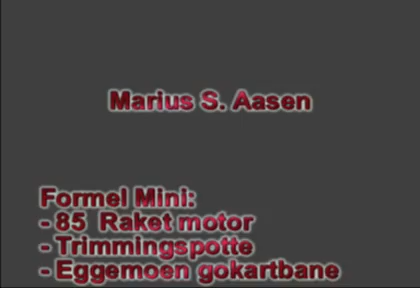 Marius S. Aasen
Formel Mini:
- 85 Raket motor
- Trimmingspotte
- Eggemoen gokartbane